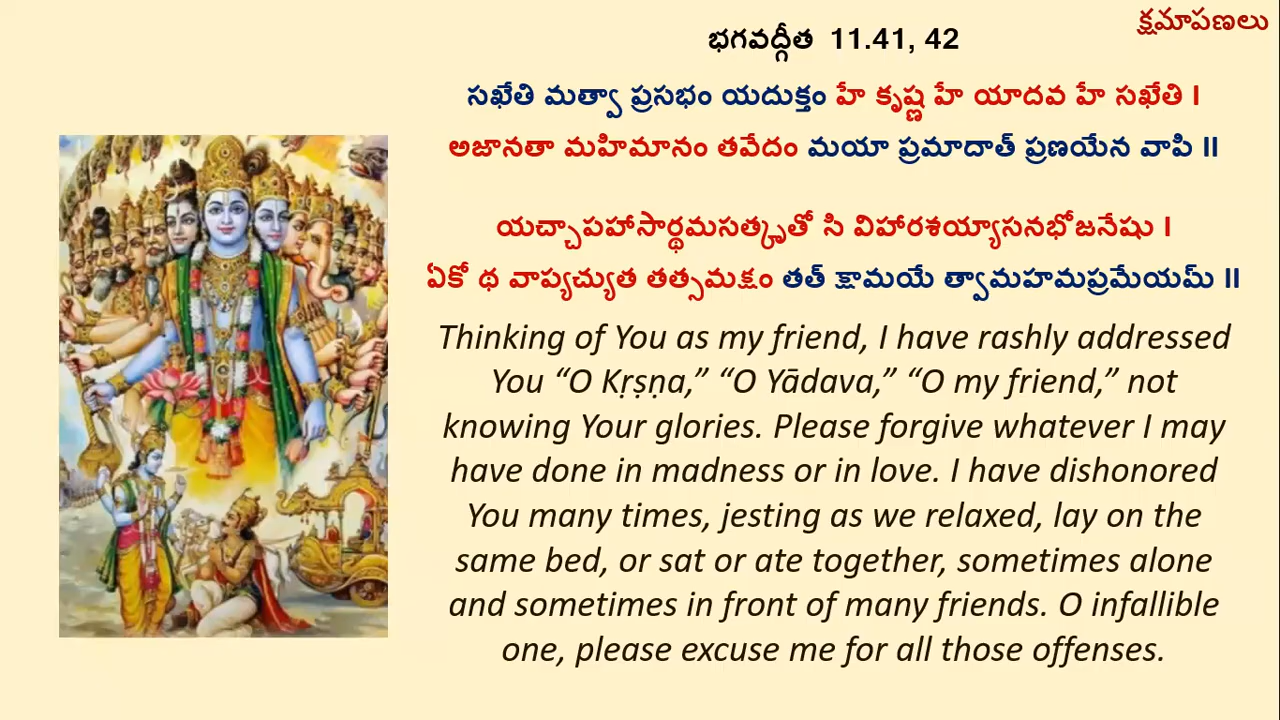 క్షమాపణలు
భగవద్గీత 11.41, 42
సఖేతి మత్వా ప్రసభం యదుక్తం హే కృష్ణ హే యాదవ హే సఖేతి I
అజానతా మహిమానం తవేదం మయా ప్రమాదాత్ ప్రణయేన వాపి II
యచ్చాపహాసార్థమసత్కృతో సి విహారశయ్యాసనభోజనేషు I
ఏకో థ వాప్యచ్యుత తత్సమక్షం తత్ క్షామయే త్వామహమప్రమేయమ్ II
Thinking of You as my friend, I have rashly addressed
You “O Kṛṣṇa,” “O Yādava,” “O my friend,” not
knowing Your glories. Please forgive whatever I may
have done in madness or in love. I have dishonored
You many times, jesting as we relaxed, lay on the
same bed, or sat or ate together, sometimes alone
and sometimes in front of many friends. O infallible
one, please excuse me for all those offenses.